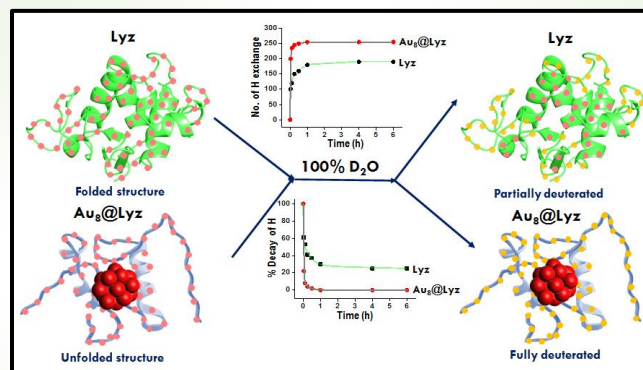 Lyz
Folded structure
Au₈@Lyz
Unfolded structure
No. of H exchange
300
250
200
150
100
50
0
Au₈@Lyz
Lyz
0 1 2 3 4 5 6
Time (h)
100% D₂O
% Decay of H
100
80
60
40
20
0
Lyz
Au₈@Lyz
0 1 2 3 4 5 6
Time (h)
Lyz
Partially deuterated
Au₈@Lyz
Fully deuterated